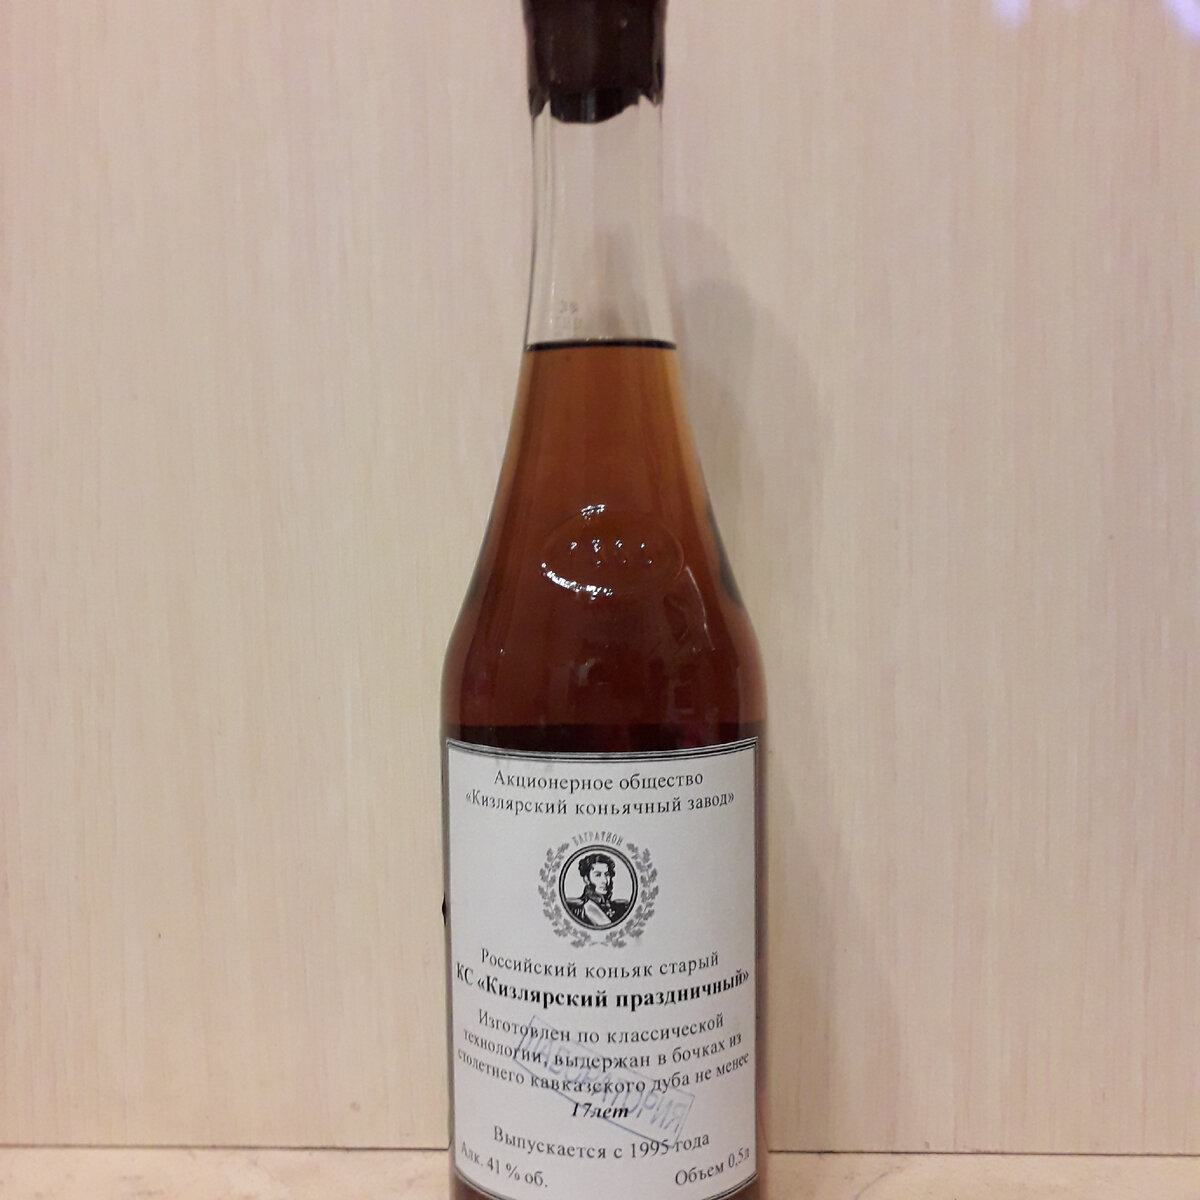 Акционерное общество
«Кизлярский коньячный завод»
БАГРАТИОН
Российский коньяк старый
КС «Кизлярский праздничный»
Изготовлен по классической
технологии, выдержан в бочках из
столетнего кавказского дуба не менее
17лет
ЛАБОРАТОРИЯ
Выпускается с 1995 года
Алк. 41 % об.
Объем 0,5л